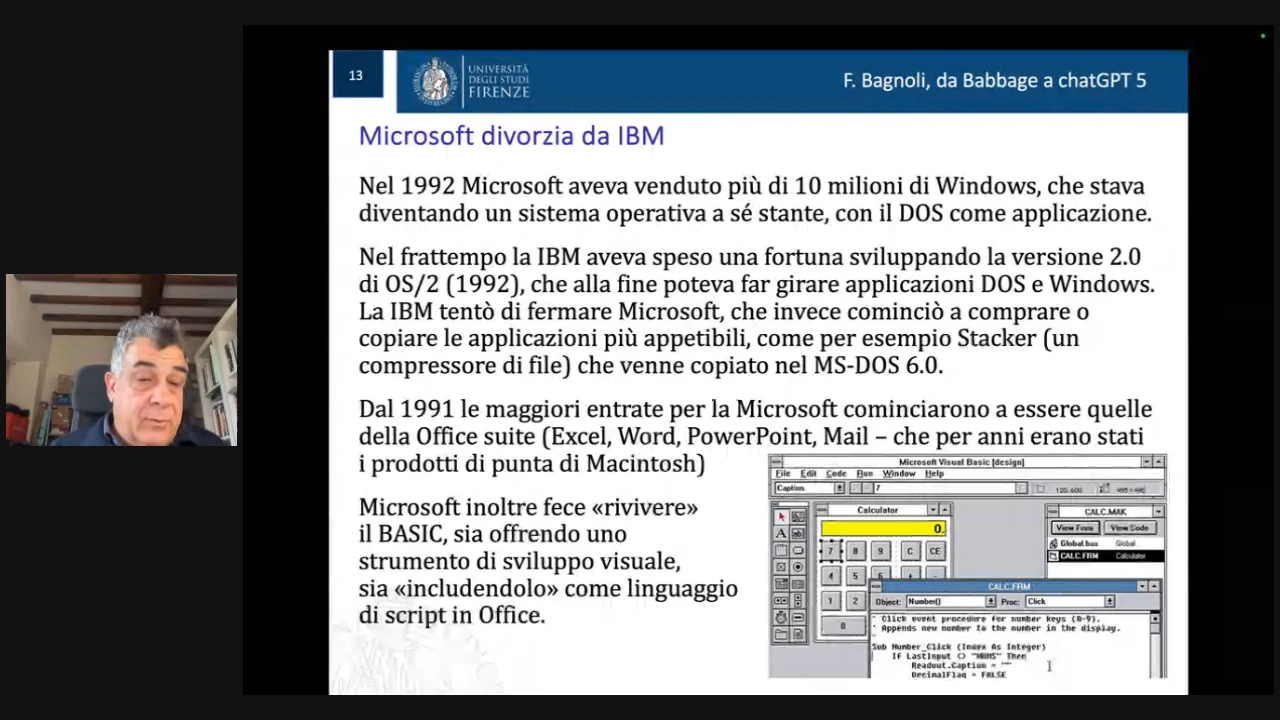 13
UNIVERSITÀ
DEGLI STUDI
FIRENZE
F. Bagnoli, da Babbage a chatGPT 5
Microsoft divorzia da IBM
Nel 1992 Microsoft aveva venduto più di 10 milioni di Windows, che stava
diventando un sistema operativa a sé stante, con il DOS come applicazione.
Nel frattempo la IBM aveva speso una fortuna sviluppando la versione 2.0
di OS/2 (1992), che alla fine poteva far girare applicazioni DOS e Windows.
La IBM tentò di fermare Microsoft, che invece cominciò a comprare o
copiare le applicazioni più appetibili, come per esempio Stacker (un
compressore di file) che venne copiato nel MS-DOS 6.0.
Dal 1991 le maggiori entrate per la Microsoft cominciarono a essere quelle
della Office suite (Excel, Word, PowerPoint, Mail – che per anni erano stati
i prodotti di punta di Macintosh)
Microsoft inoltre fece «rivivere»
il BASIC, sia offrendo uno
strumento di sviluppo visuale,
sia «includendolo» come linguaggio
di script in Office.
Microsoft Visual Basic [design]
File Edit Code Run Window Help
Caption 7
Calculator
0.
7 8 9 C CE
4 5 6 + -
1 2
0
CALC.MAK
View Form View Code
Global.bas Global
CALC.FRM Calculator
CALC.FRM
Object: Number() Proc: Click
' Click event procedure for number keys (0-9).
' Appends new number to the number in the display.
Sub Number_Click (Index As Integer)
If LastInput <> "NUMS" Then
Readout.Caption = ""
DecimalFlag = FALSE